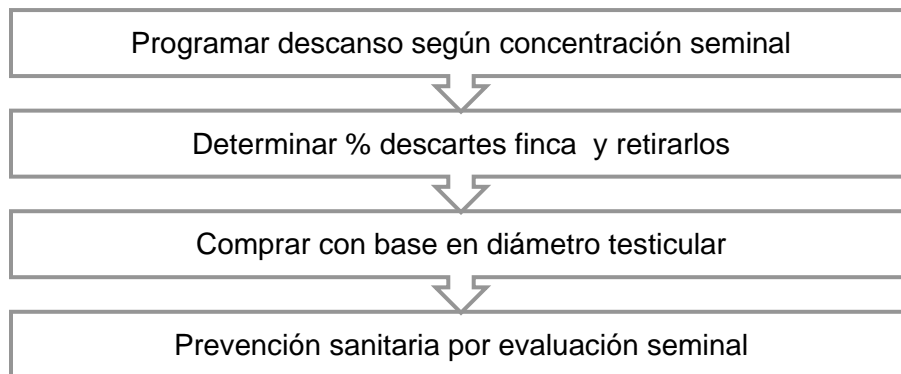 Programar descanso según concentración seminal
Determinar % descartes finca y retirarlos
Comprar con base en diámetro testicular
Prevención sanitaria por evaluación seminal